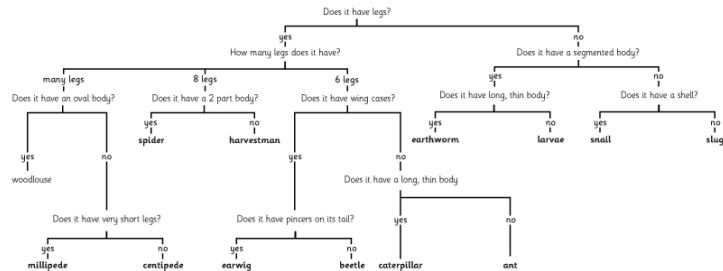 Does it have legs?
yes no
How many legs does it have? Does it have a segmented body?
many legs 8 legs 6 legs yes no
Does it have an oval body? Does it have a 2 part body? Does it have wing cases? Does it have long, thin body? Does it have a shell?
yes no yes no yes no
spider harvestman earthworm larvae snail slug
yes no yes no
woodlouse Does it have a long, thin body
Does it have very short legs? Does it have pincers on its tail? yes no
yes no yes no
millipede centipede earwig beetle caterpillar ant